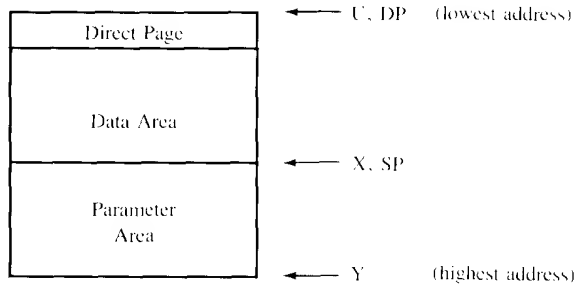 Direct Page
U, DP (lowest address)
Data Area
X, SP
Parameter
Area
Y (highest address)